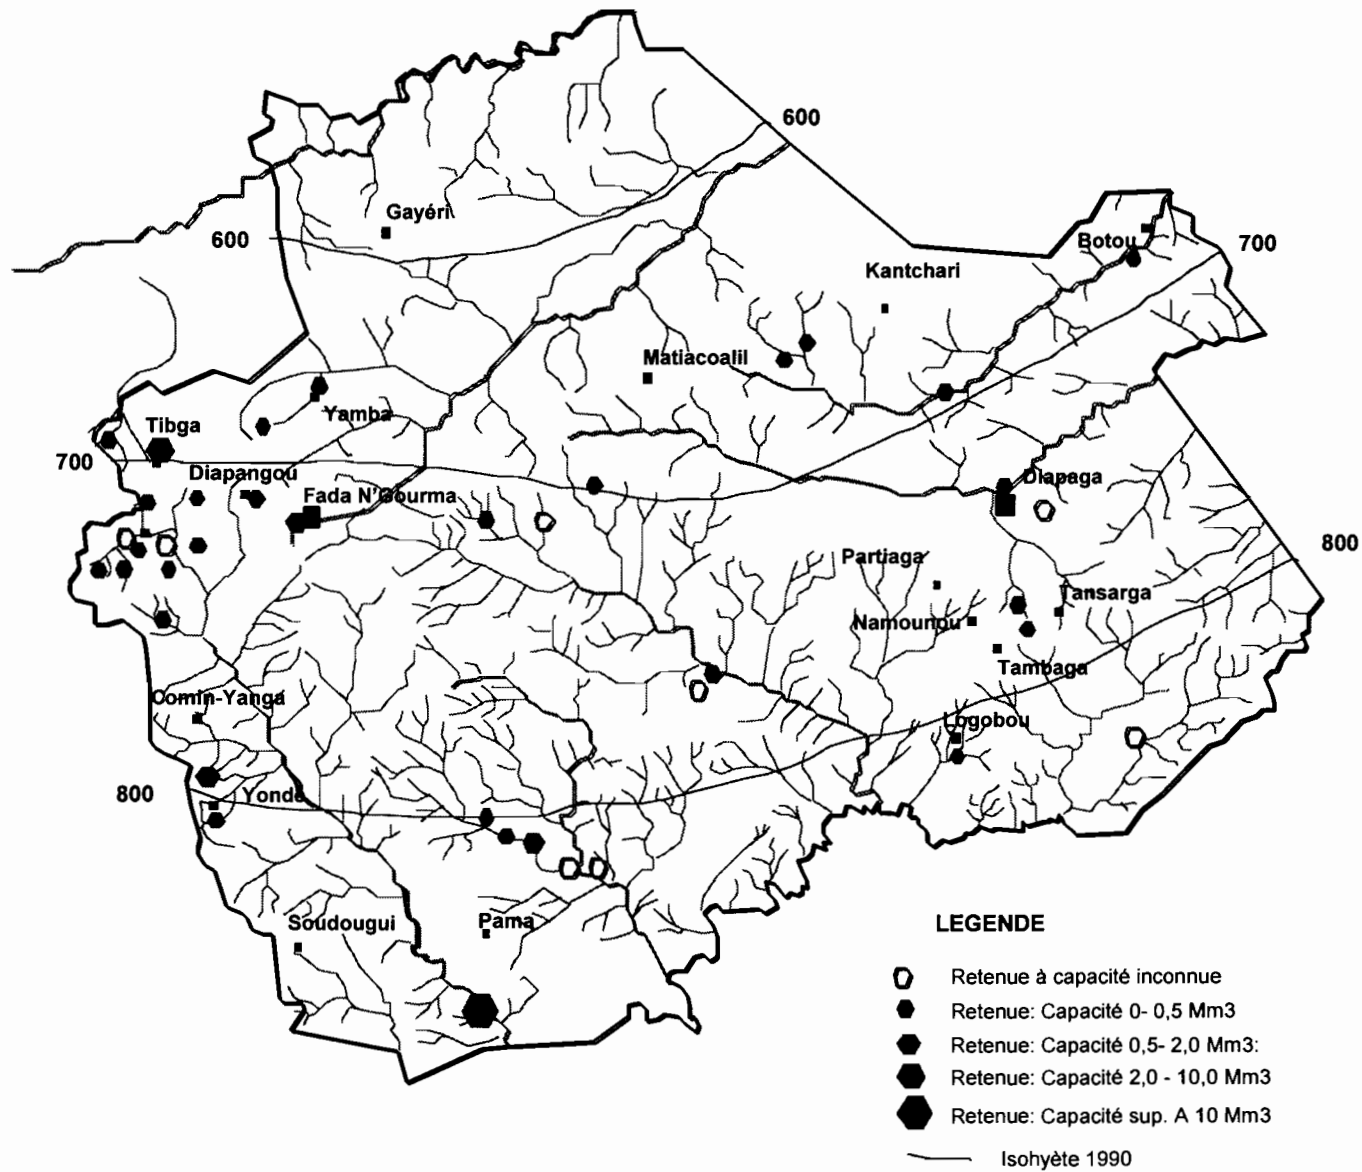 600
Gayéri
600
Botou
700
Kantchari
Matiacoalil
Yamba
Tibga
700
Diapangou
Fada N'Gourma
Diapaga
800
Partiaga
Tansarga
Namounou
Tambaga
Comin-Yanga
Logobou
800
Yondé
Soudougui
Pama
LEGENDE
Retenue à capacité inconnue
Retenue: Capacité 0- 0,5 Mm3
Retenue: Capacité 0,5- 2,0 Mm3:
Retenue: Capacité 2,0 - 10,0 Mm3
Retenue: Capacité sup. A 10 Mm3
Isohyète 1990